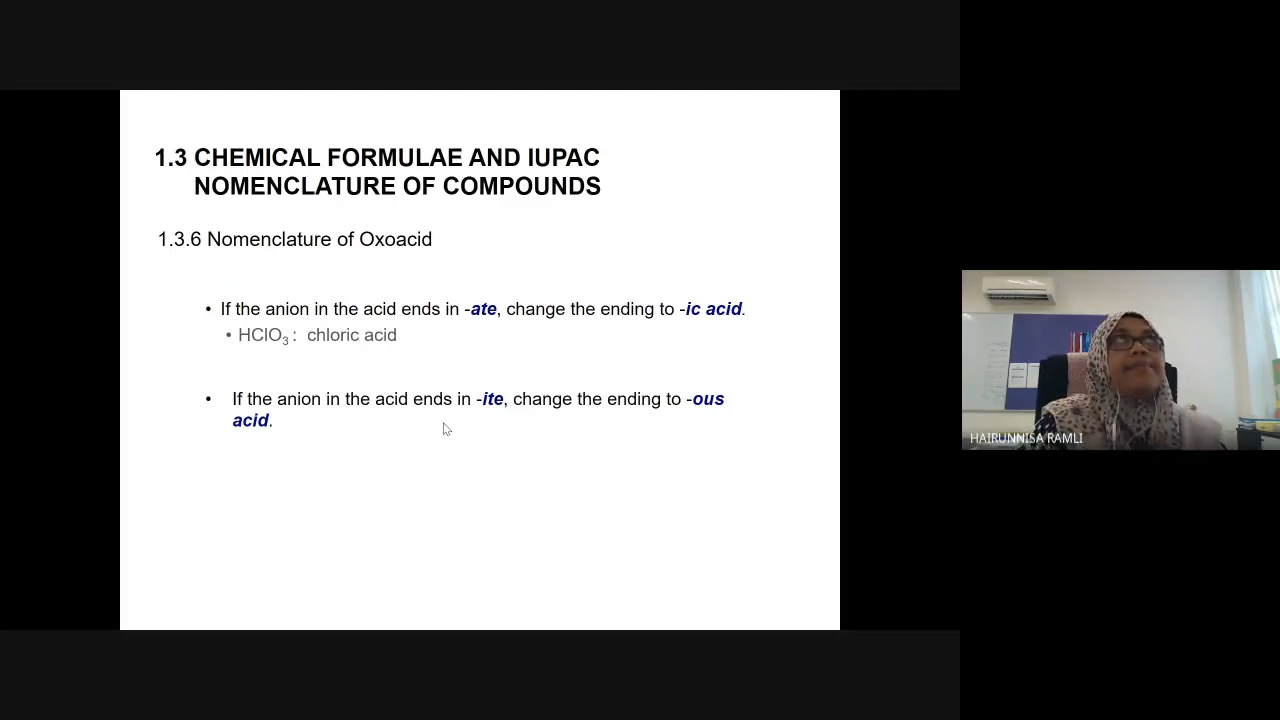 1.3 CHEMICAL FORMULAE AND IUPAC
NOMENCLATURE OF COMPOUNDS
1.3.6 Nomenclature of Oxoacid
• If the anion in the acid ends in -ate, change the ending to -ic acid.
• HClO₃ : chloric acid
• If the anion in the acid ends in -ite, change the ending to -ous
acid.
HAIRUNNISA RAMLI